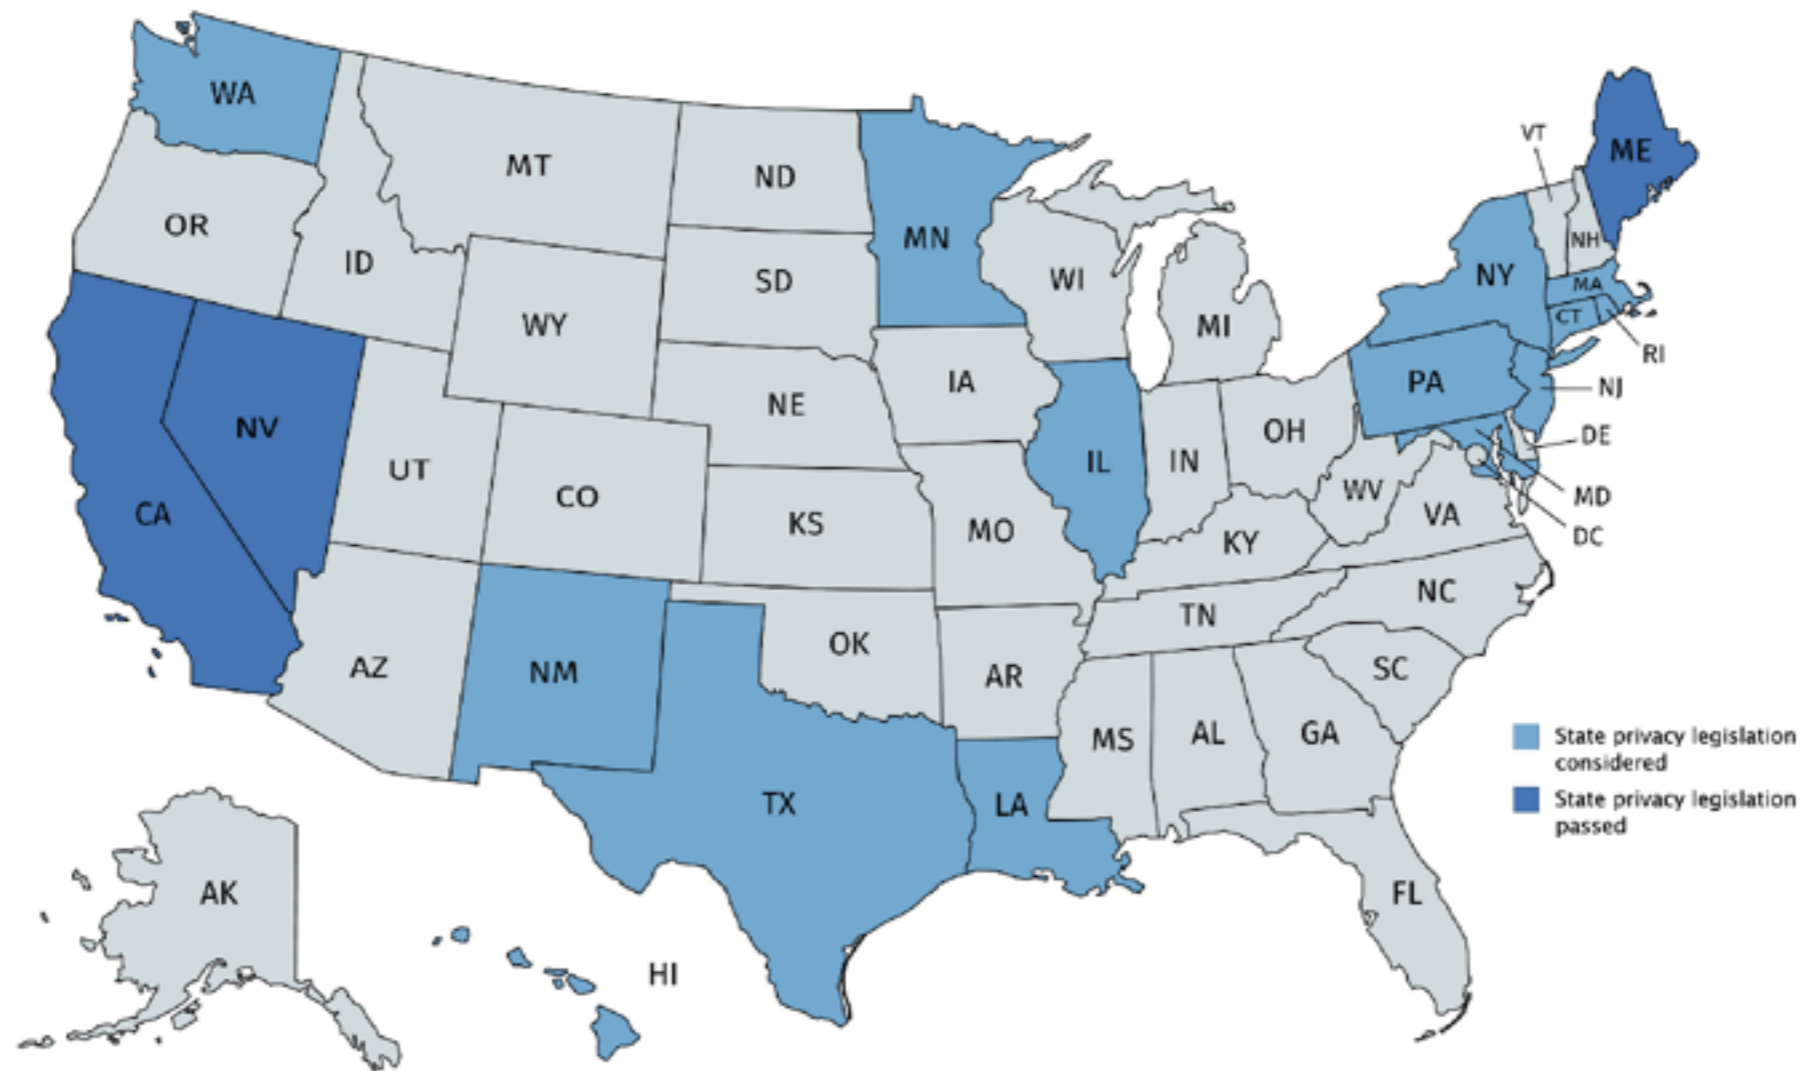 WA
MT
ND
MN
VT
ME
OR
ID
SD
WI
NH
NY
MA
WY
MI
CT
RI
IA
PA
NJ
NE
NV
OH
DE
UT
IL
IN
CO
WV
MD
CA
KS
MO
VA
DC
KY
NC
TN
OK
AZ
NM
AR
SC
MS
AL
GA
State privacy legislation
considered
TX
LA
State privacy legislation
passed
AK
FL
HI